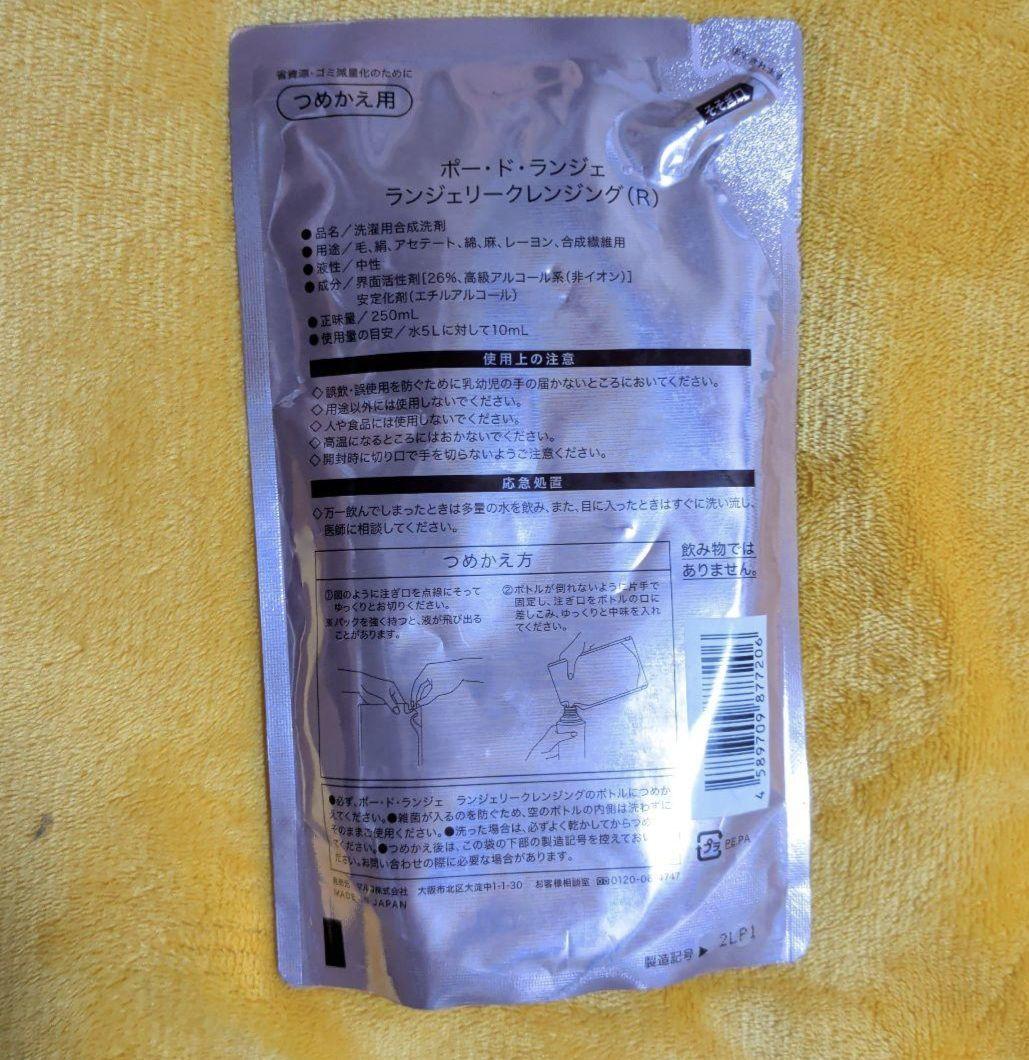 省資源・ゴミ減量化のために
つめかえ用
そそぎ口
ポー・ド・ランジェ
ランジェリークレンジング(R)
●品名/洗濯用合成洗剤
●用途/毛、絹、アセテート、綿、麻、レーヨン、合成繊維用
●液性/中性
●成分/界面活性剤[26%、高級アルコール系(非イオン)]
安定化剤(エチルアルコール)
●正味量/250mL
●使用量の目安/水5Lに対して10mL
使用上の注意
◇誤飲・誤使用を防ぐために乳幼児の手の届かないところにおいてください。
◇用途以外には使用しないでください。
◇人や食品には使用しないでください。
◇高温になるところにはおかないでください。
◇開封時に切り口で手を切らないようご注意ください。
応急処置
◇万一飲んでしまったときは多量の水を飲み、また、目に入ったときはすぐに洗い流し、
医師に相談してください。
飲み物では
ありません。
つめかえ方
①図のように注ぎ口を点線にそって
ゆっくりとお切りください。
※パックを強く持つと、液が飛び出る
ことがあります。
②ボトルが倒れないように片手で
固定し、注ぎ口をボトルの口に
差しこみ、ゆっくりと中味を入れ
てください。
4589709877206
●必ず、ポー・ド・ランジェ ランジェリークレンジングのボトルにつめか
えてください。●雑菌が入るのを防ぐため、空のボトルの内側は洗わずに
そのままご使用ください。●洗った場合は、必ずよく乾かしてからつめ
てください。●つめかえ後は、この袋の下部の製造記号を控えておい
ださい。お問い合わせの際に必要な場合があります。
プラ PE,PA
発売元 マルコ株式会社 大阪市北区大淀中1-1-30 お客様相談室 0120-06 4747
MADE IN JAPAN
製造記号▶ 2LP1